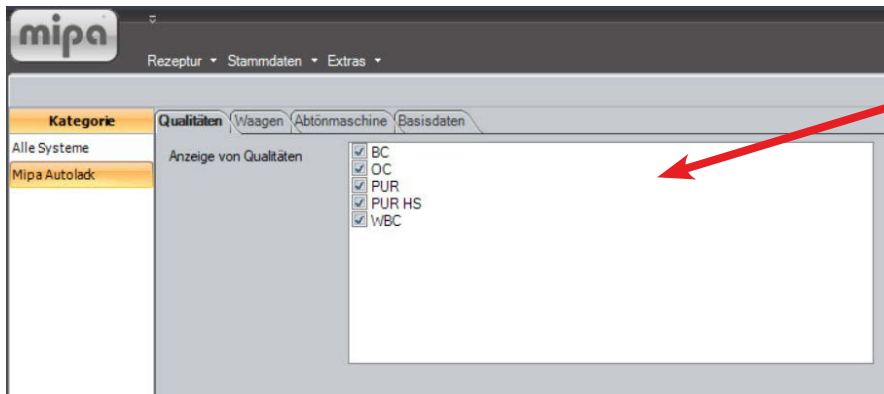 mipa
Rezeptur Stammdaten Extras
Kategorie
Alle Systeme
Mipa Autolack
Qualitäten Waagen Abtönmaschine Basisdaten
Anzeige von Qualitäten
BC
OC
PUR
PUR HS
WBC